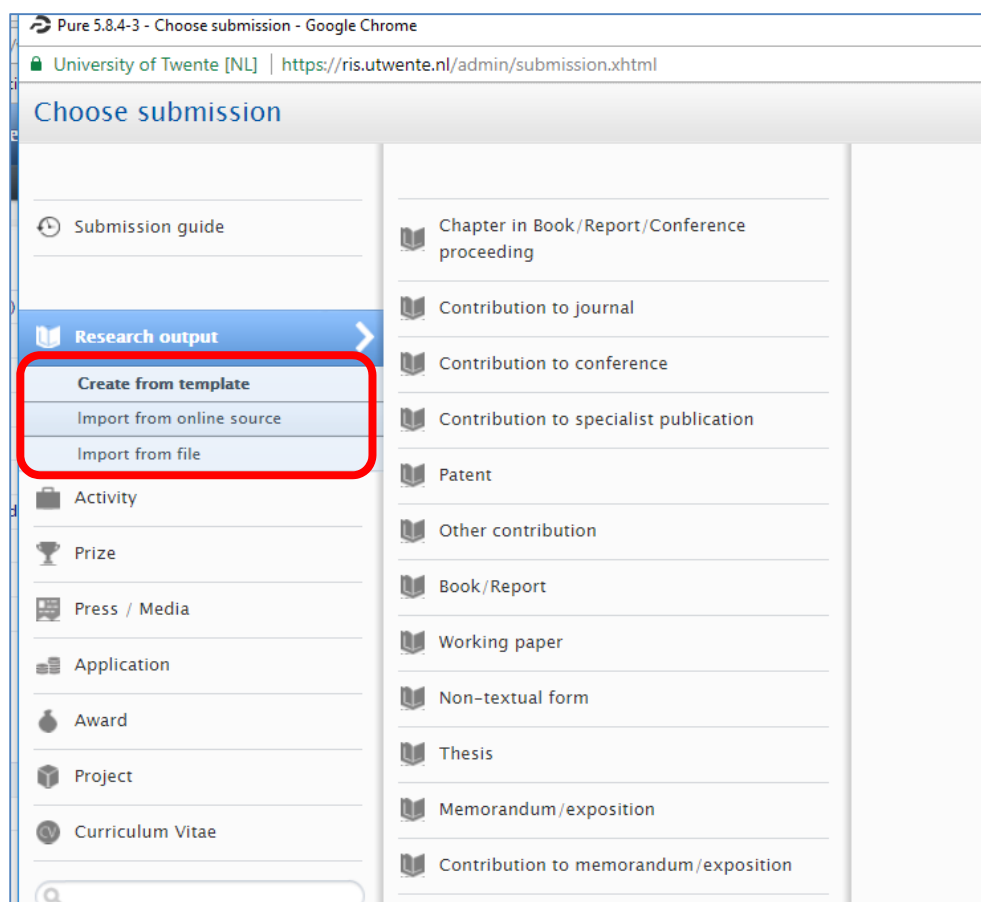 Pure 5.8.4-3 - Choose submission - Google Chrome
University of Twente [NL] | https://ris.utwente.nl/admin/submission.xhtml
Choose submission
Submission guide
Research output
Create from template
Import from online source
Import from file
Activity
Prize
Press / Media
Application
Award
Project
CV Curriculum Vitae
Chapter in Book/Report/Conference
proceeding
Contribution to journal
Contribution to conference
Contribution to specialist publication
Patent
Other contribution
Book/Report
Working paper
Non-textual form
Thesis
Memorandum/exposition
Contribution to memorandum/exposition